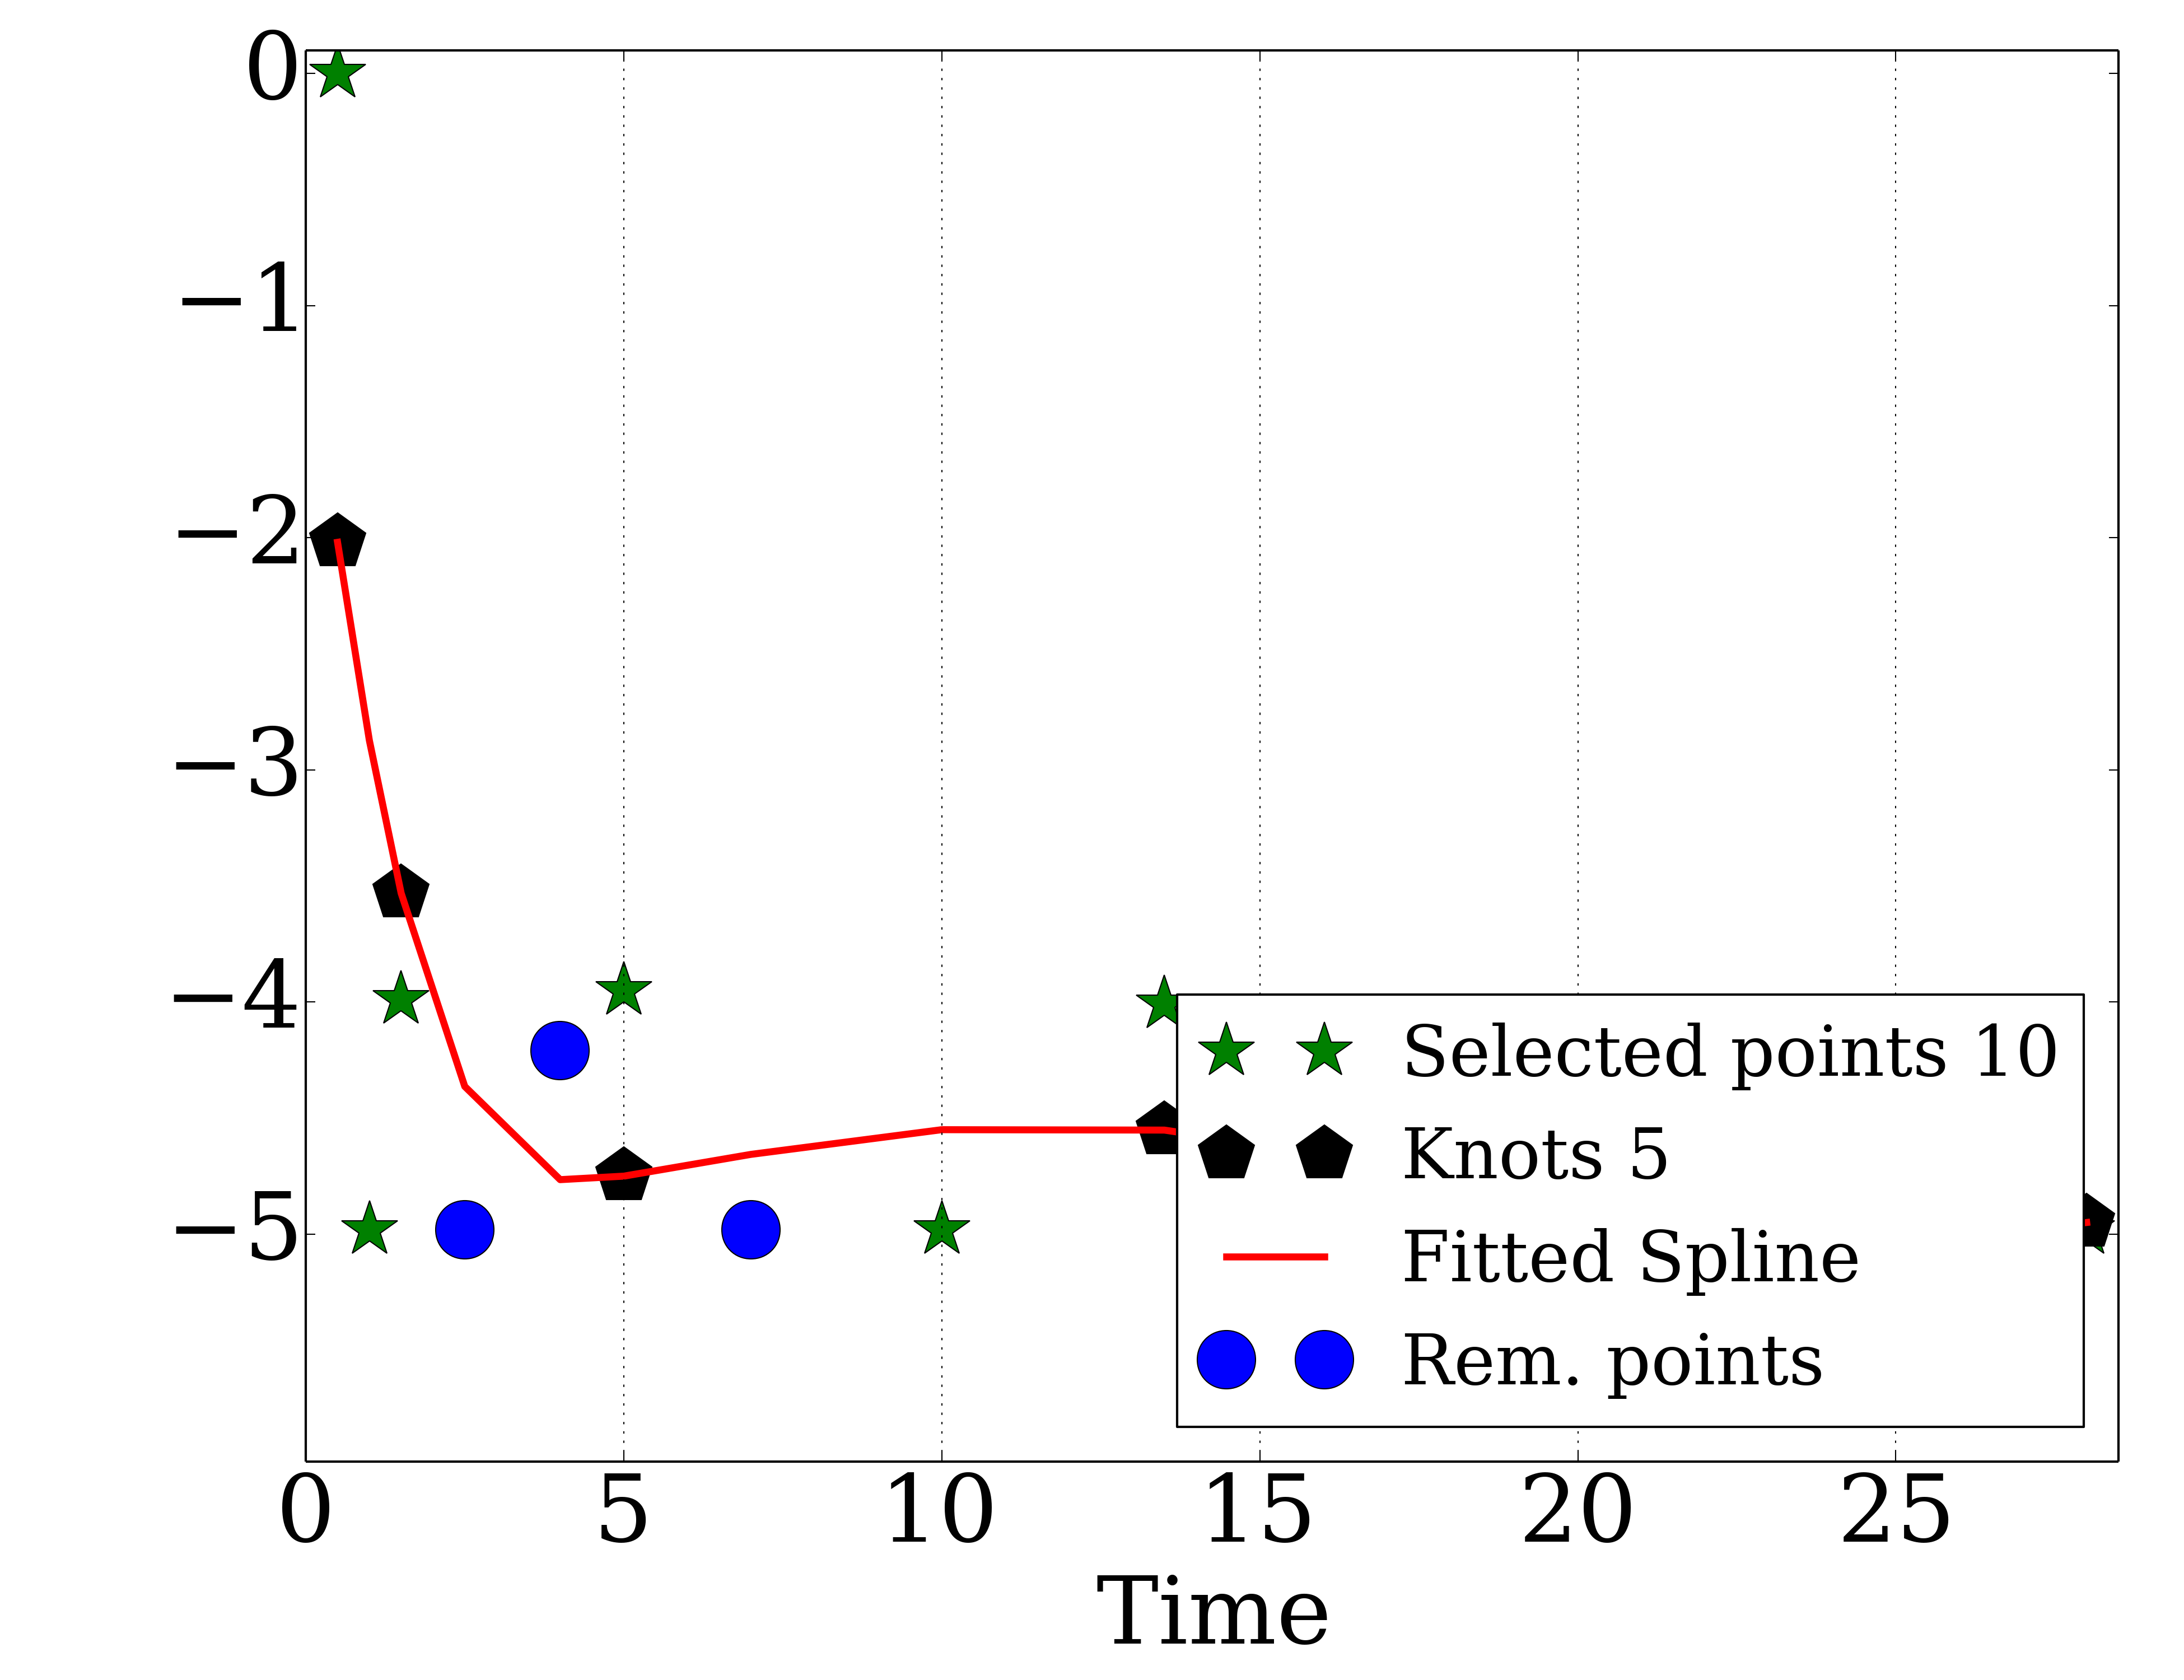 0
−1
−2
−3
−4
−5
Selected points 10
Knots 5
Fitted Spline
Rem. points
0 5 10 15 20 25
Time